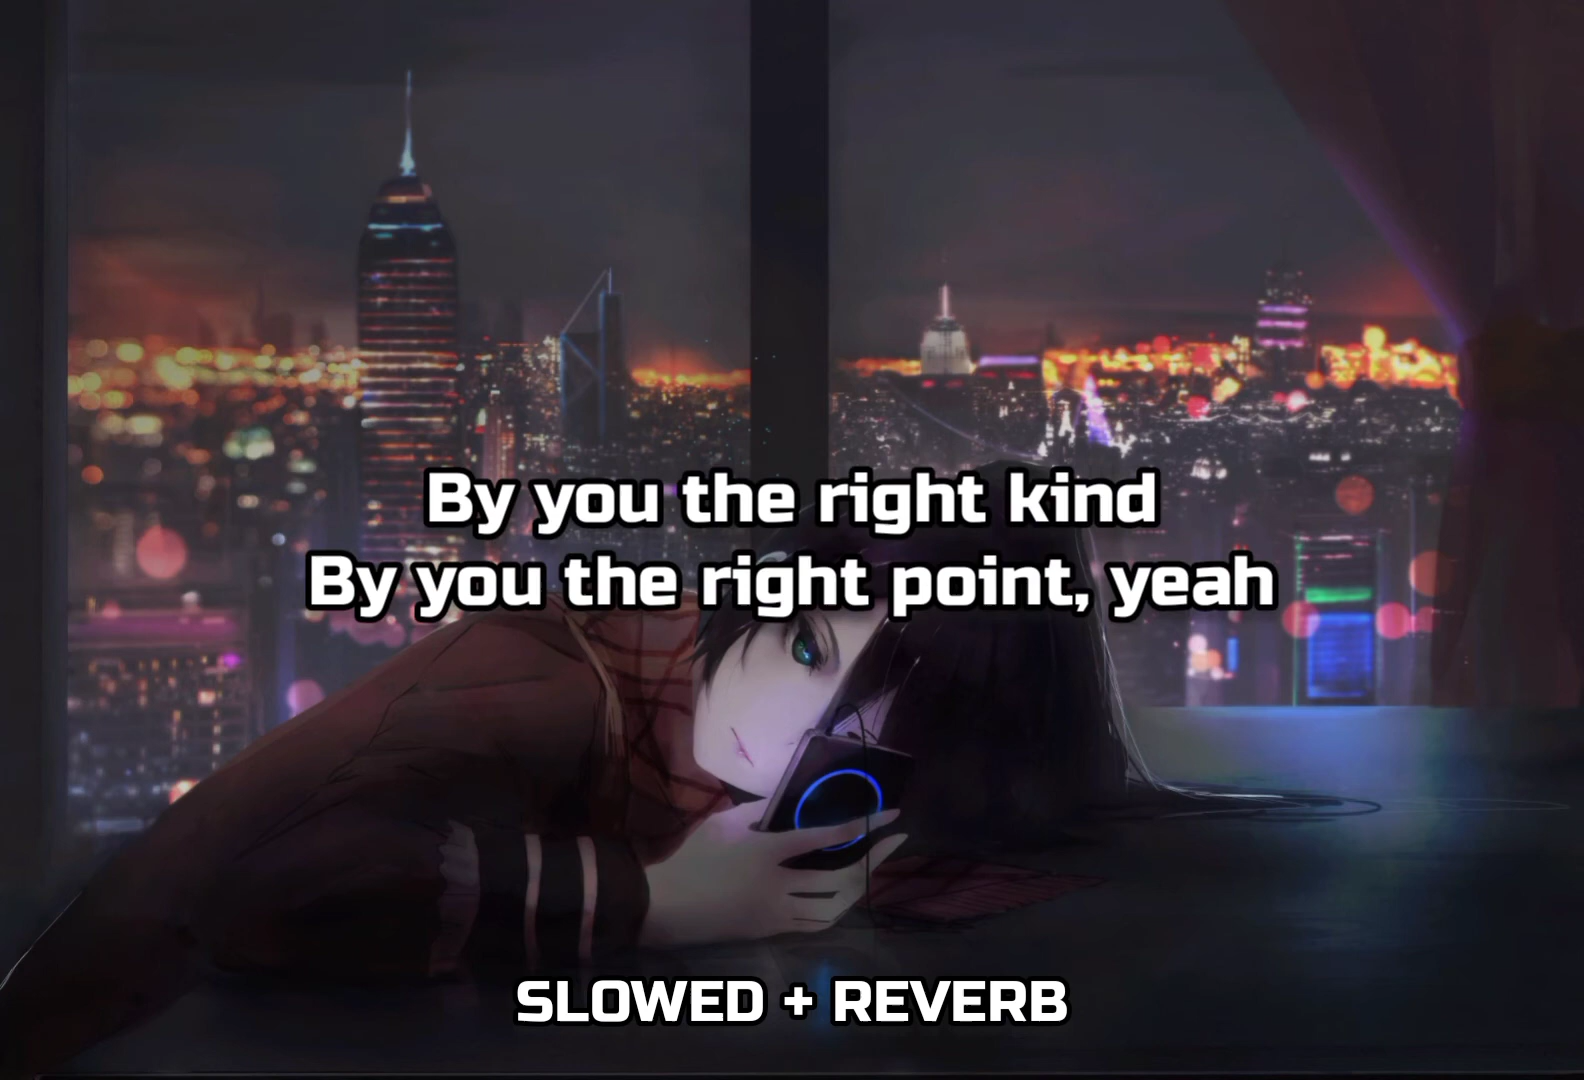 By you the right kind
By you the right point, yeah
SLOWED + REVERB